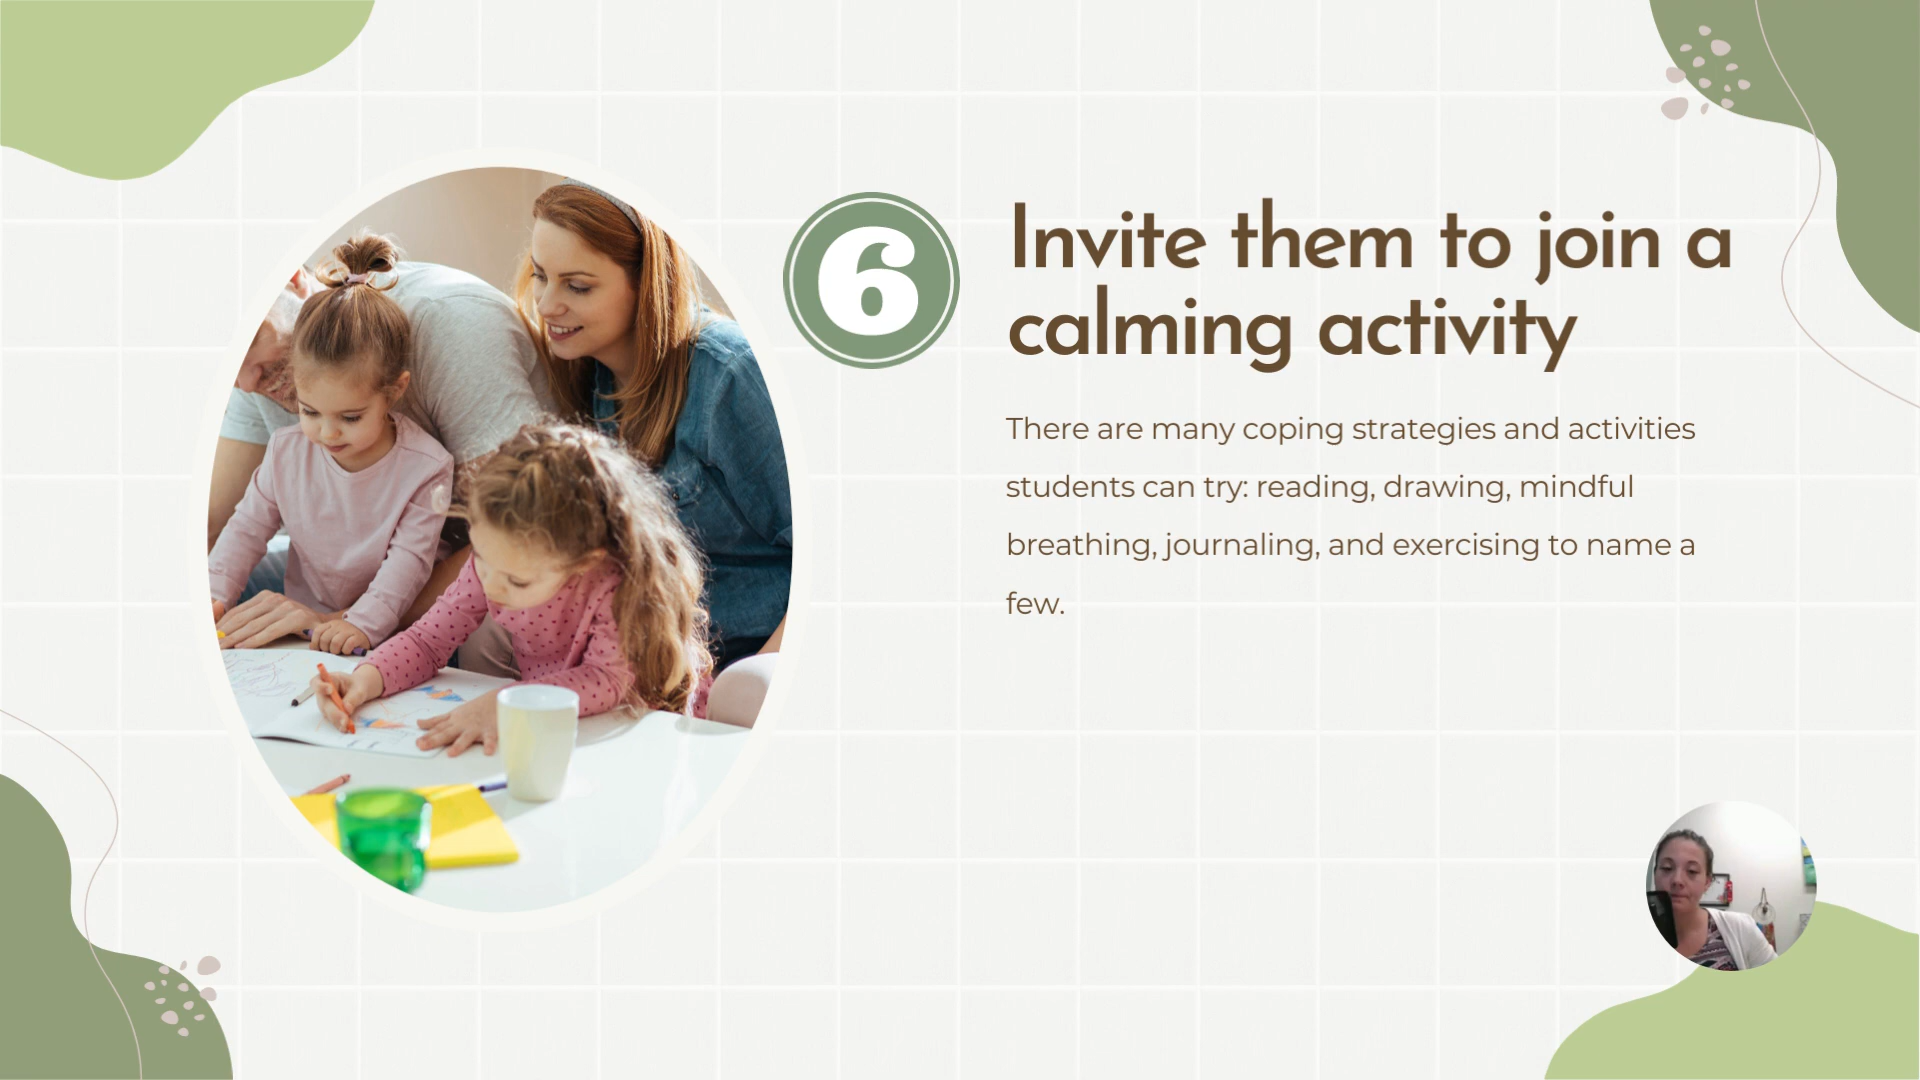 6
Invite them to join a
calming activity
There are many coping strategies and activities
students can try: reading, drawing, mindful
breathing, journaling, and exercising to name a
few.